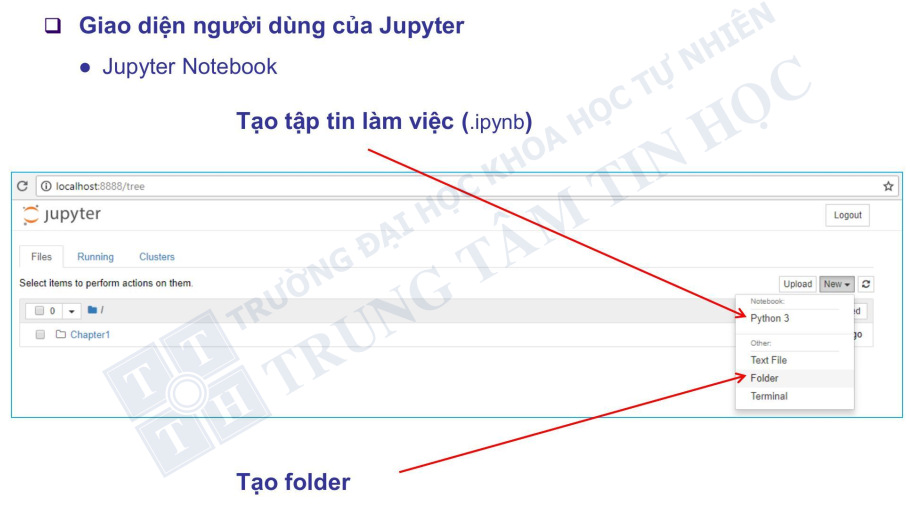 Giao diện người dùng của Jupyter
Jupyter Notebook
Tạo tập tin làm việc (.ipynb)
localhost:8888/tree
jupyter
Logout
Files Running Clusters
Select items to perform actions on them.
Upload New
0 /
Notebook:
Python 3
ed
Chapter1
go
Other:
Text File
Folder
Terminal
Tạo folder
TRƯỜNG ĐẠI HỌC KHOA HỌC TỰ NHIÊN
TRUNG TÂM TIN HỌC
T T T H